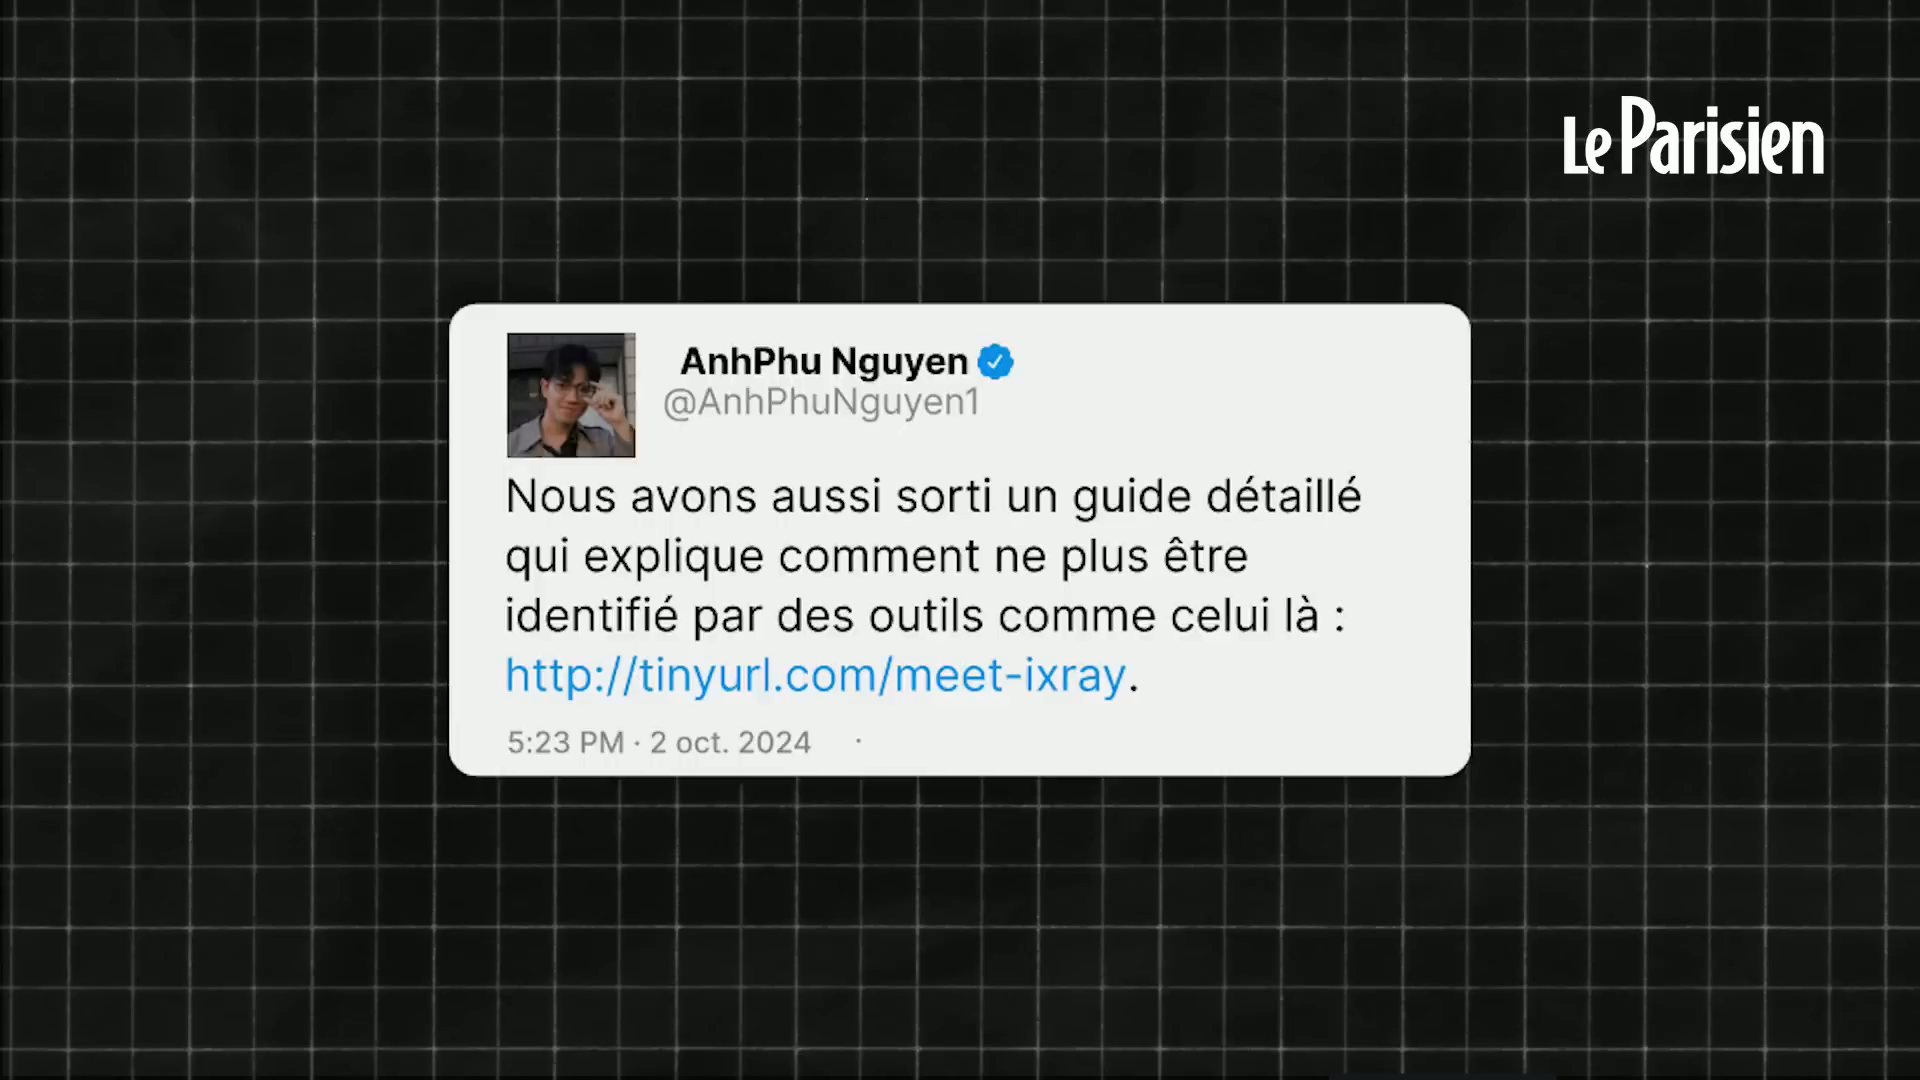 Le Parisien
AnhPhu Nguyen
@AnhPhuNguyen1
Nous avons aussi sorti un guide détaillé
qui explique comment ne plus être
identifié par des outils comme celui là :
http://tinyurl.com/meet-ixray.
5:23 PM · 2 oct. 2024 ·